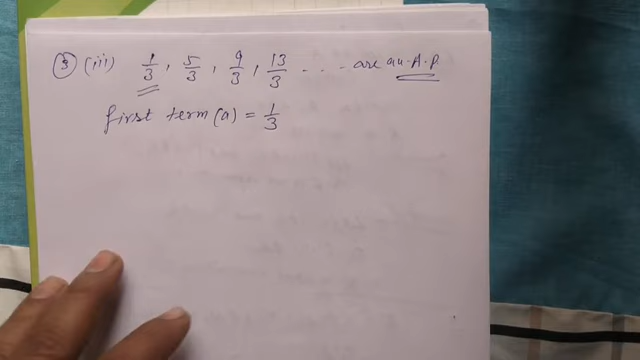 ③ (iii) 1/3, 5/3, 9/3, 13/3 ... are an A.P.
first term (a) = 1/3